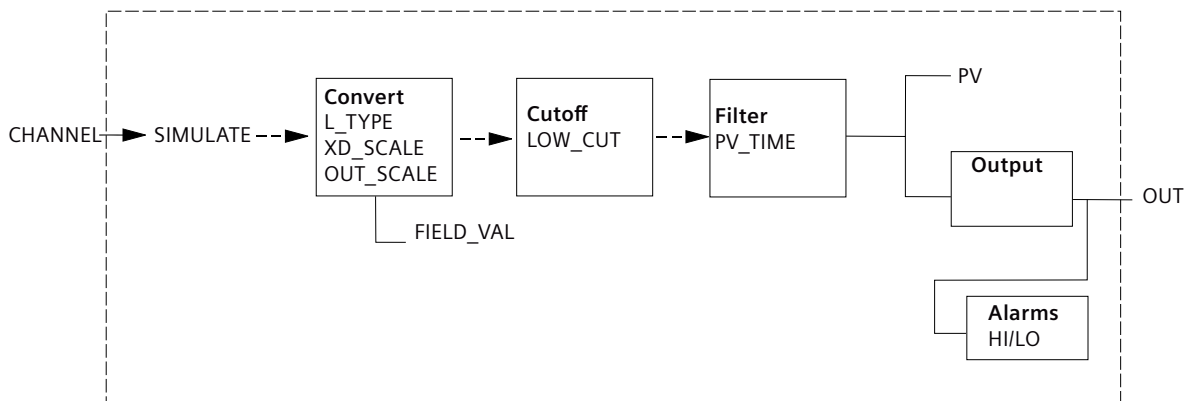 CHANNEL
SIMULATE
Convert
L_TYPE
XD_SCALE
OUT_SCALE
FIELD_VAL
Cutoff
LOW_CUT
Filter
PV_TIME
PV
Output
OUT
Alarms
HI/LO